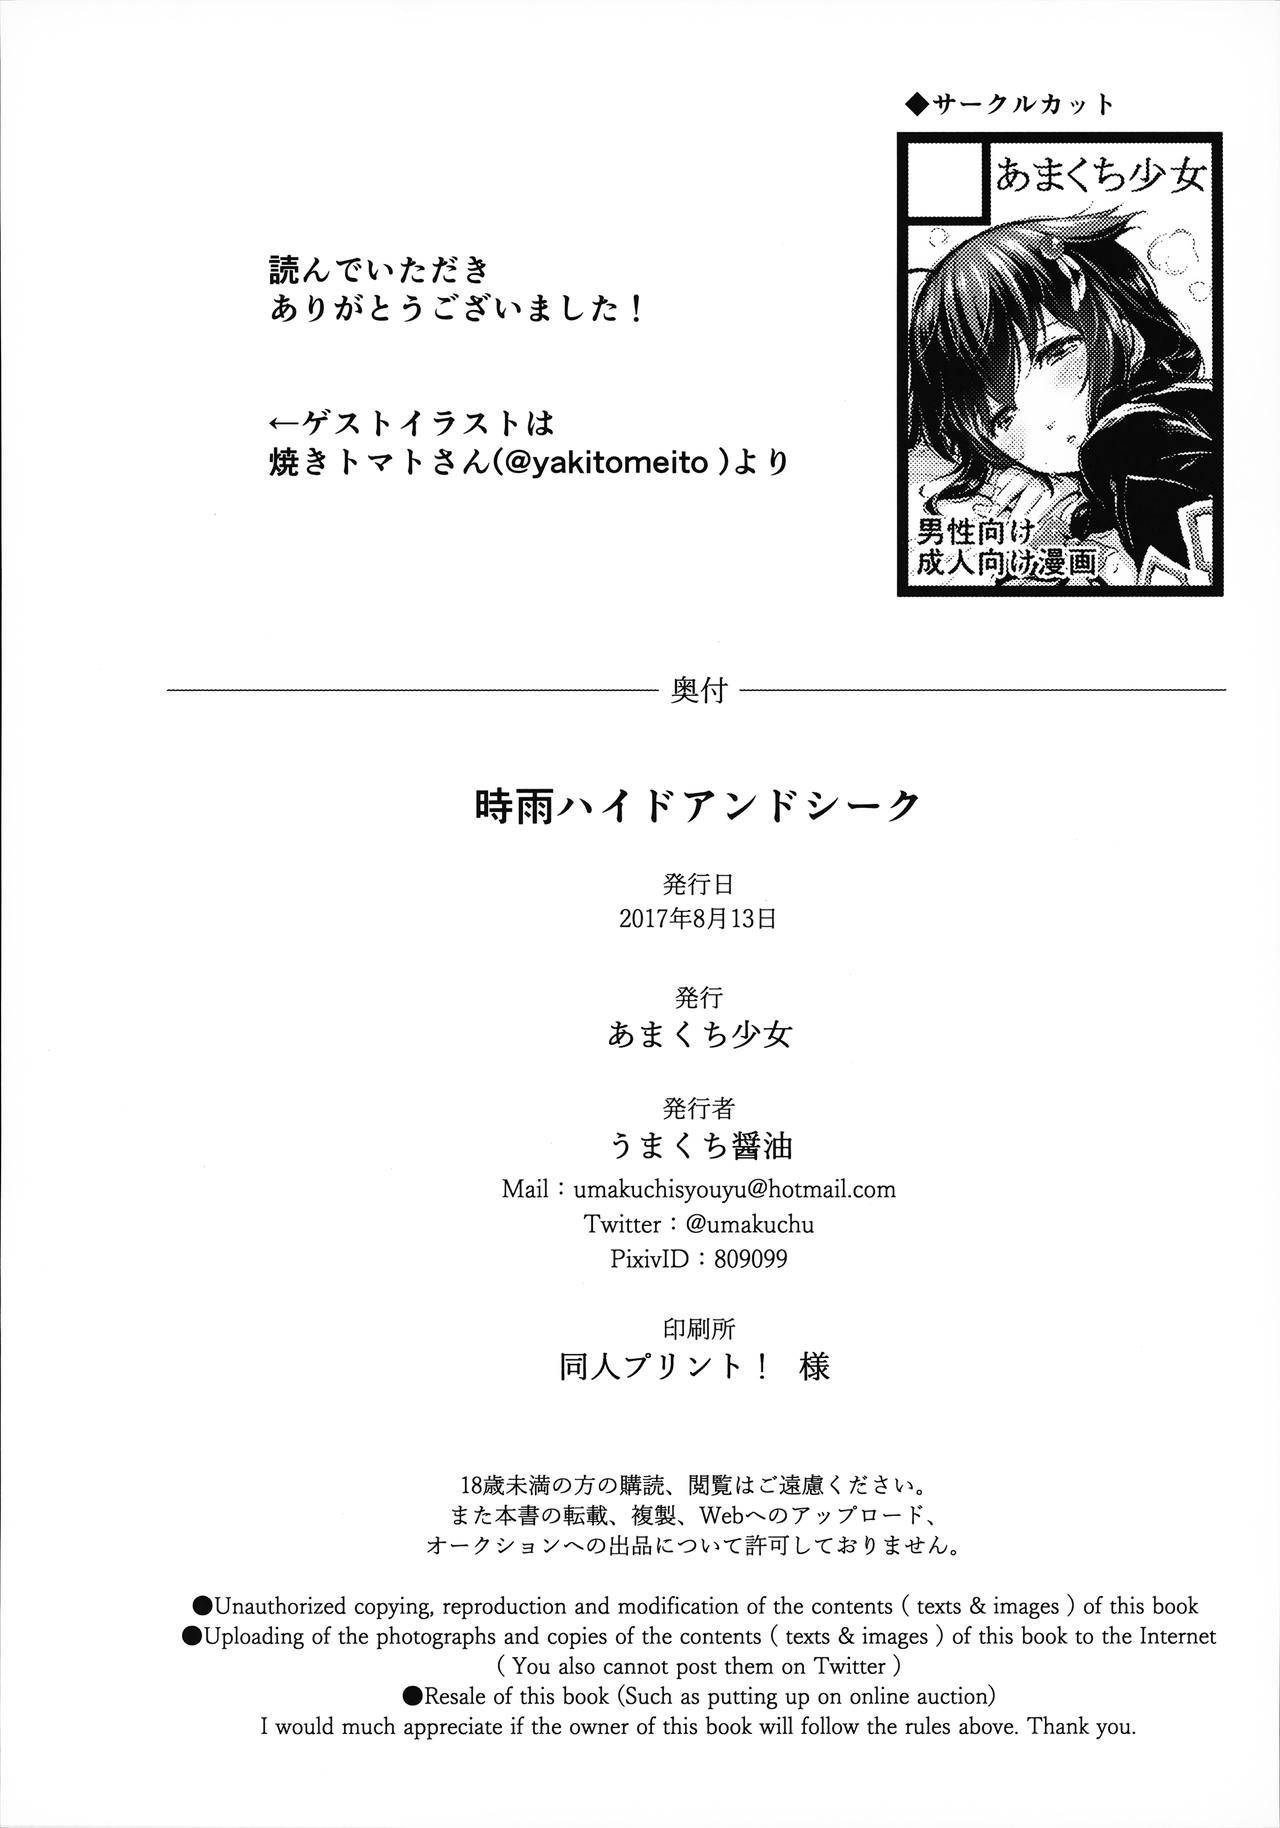 ◆サークルカット
あまくち少女
読んでいただき
ありがとうございました！
←ゲストイラストは
焼きトマトさん(@yakitomeito )より
男性向け
成人向け漫画
奥付
時雨ハイドアンドシーク
発行日
2017年8月13日
発行
あまくち少女
発行者
うまくち醤油
Mail：umakuchisyouyu@hotmail.com
Twitter：@umakuchu
PixivID：809099
印刷所
同人プリント！ 様
18歳未満の方の購読、閲覧はご遠慮ください。
また本書の転載、複製、Webへのアップロード、
オークションへの出品について許可しておりません。
●Unauthorized copying, reproduction and modification of the contents ( texts & images ) of this book
●Uploading of the photographs and copies of the contents ( texts & images ) of this book to the Internet
( You also cannot post them on Twitter )
●Resale of this book (Such as putting up on online auction)
I would much appreciate if the owner of this book will follow the rules above. Thank you.